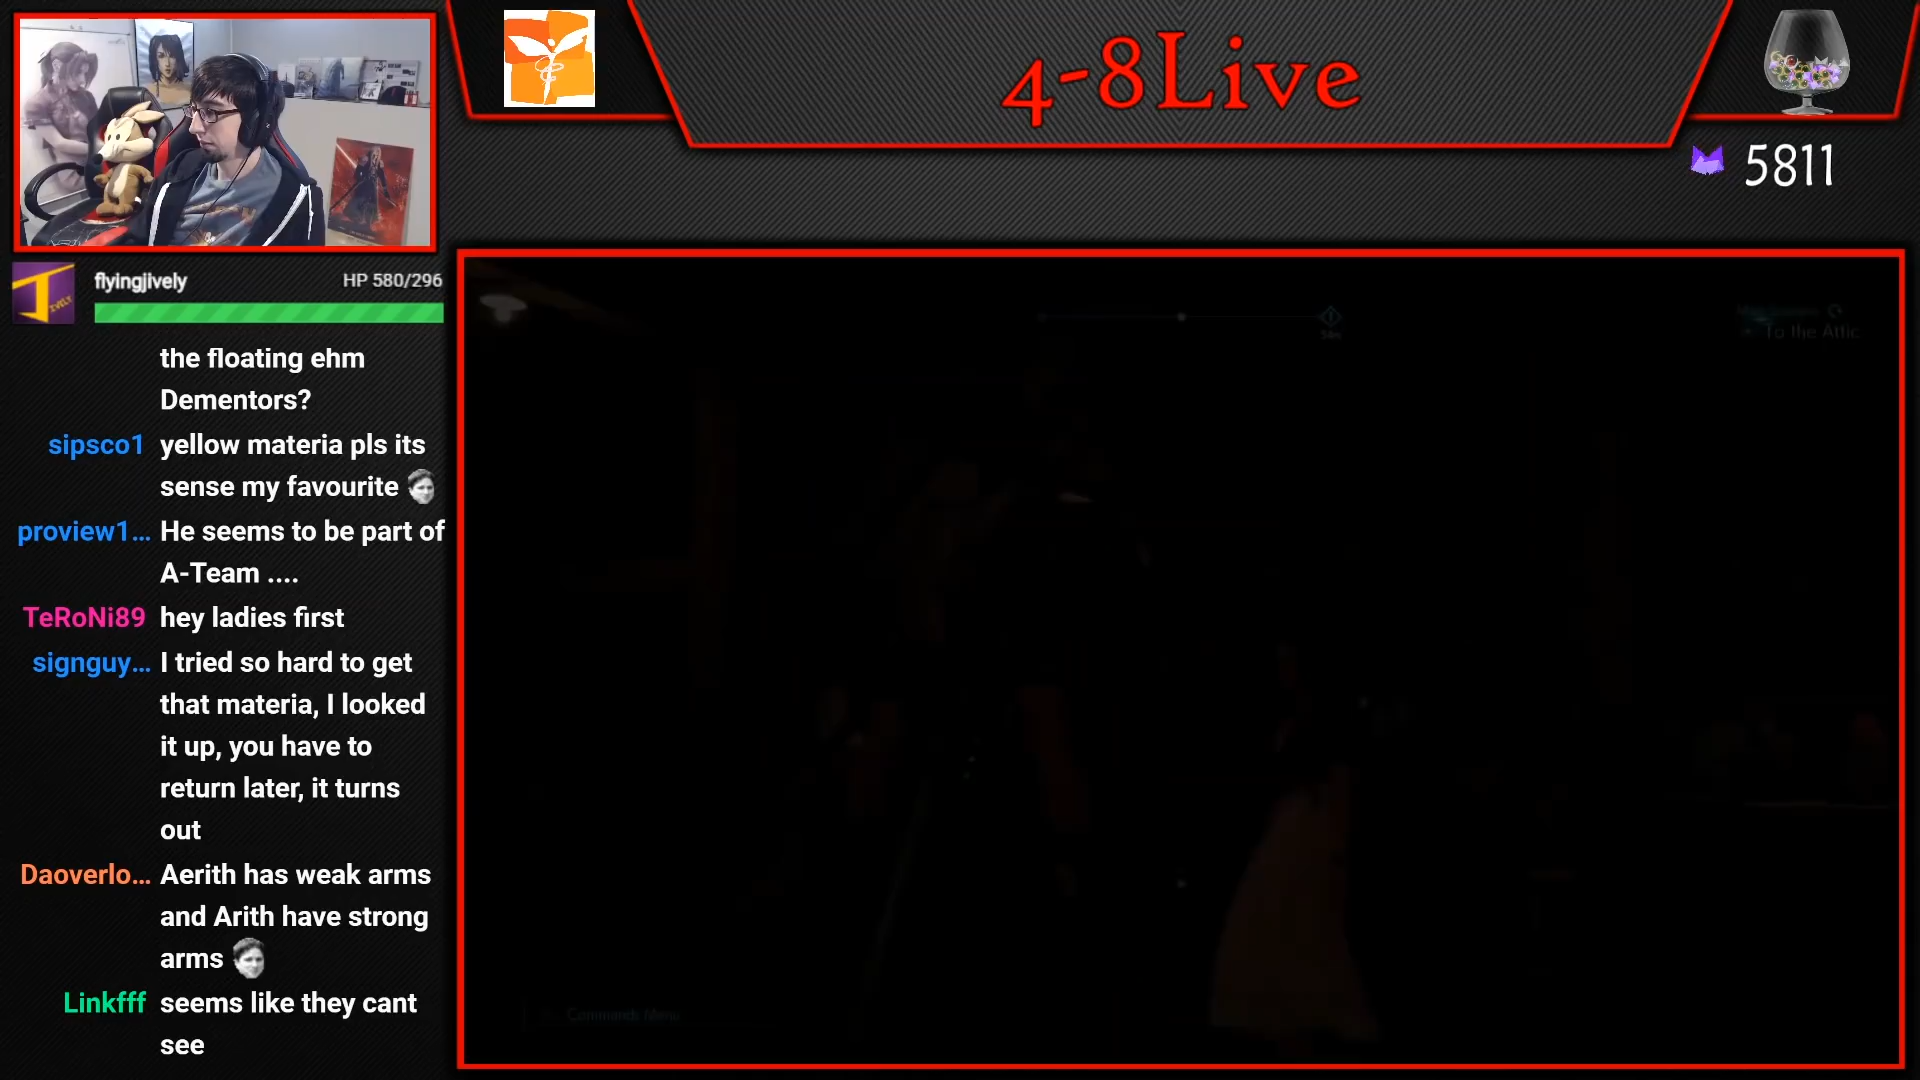 4-8Live
5811
flyingjively HP 580/296
the floating ehm
Dementors?
sipsco1 yellow materia pls its
sense my favourite
proview1... He seems to be part of
A-Team ....
TeRoNi89 hey ladies first
signguy... I tried so hard to get
that materia, I looked
it up, you have to
return later, it turns
out
Daoverlo... Aerith has weak arms
and Arith have strong
arms
Linkfff seems like they cant
see
To the Attic
Commands Menu